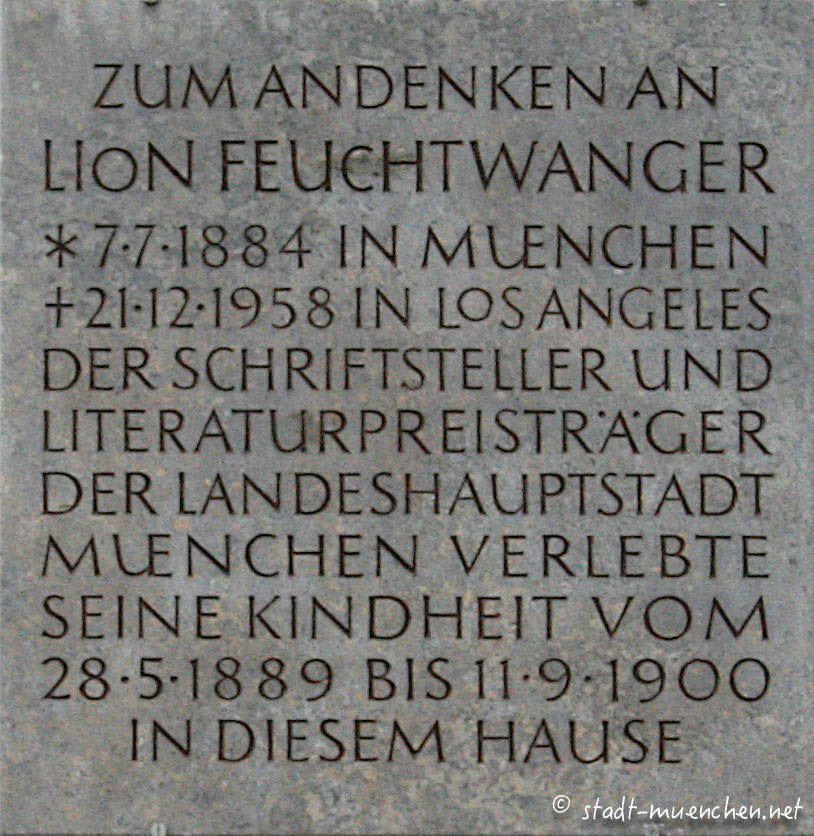 ZUM ANDENKEN AN
LION FEUCHTWANGER
* 7·7·1884 IN MUENCHEN
† 21·12·1958 IN LOS ANGELES
DER SCHRIFTSTELLER UND
LITERATURPREISTRÄGER
DER LANDESHAUPTSTADT
MUENCHEN VERLEBTE
SEINE KINDHEIT VOM
28·5·1889 BIS 11·9·1900
IN DIESEM HAUSE
© stadt-muenchen.net